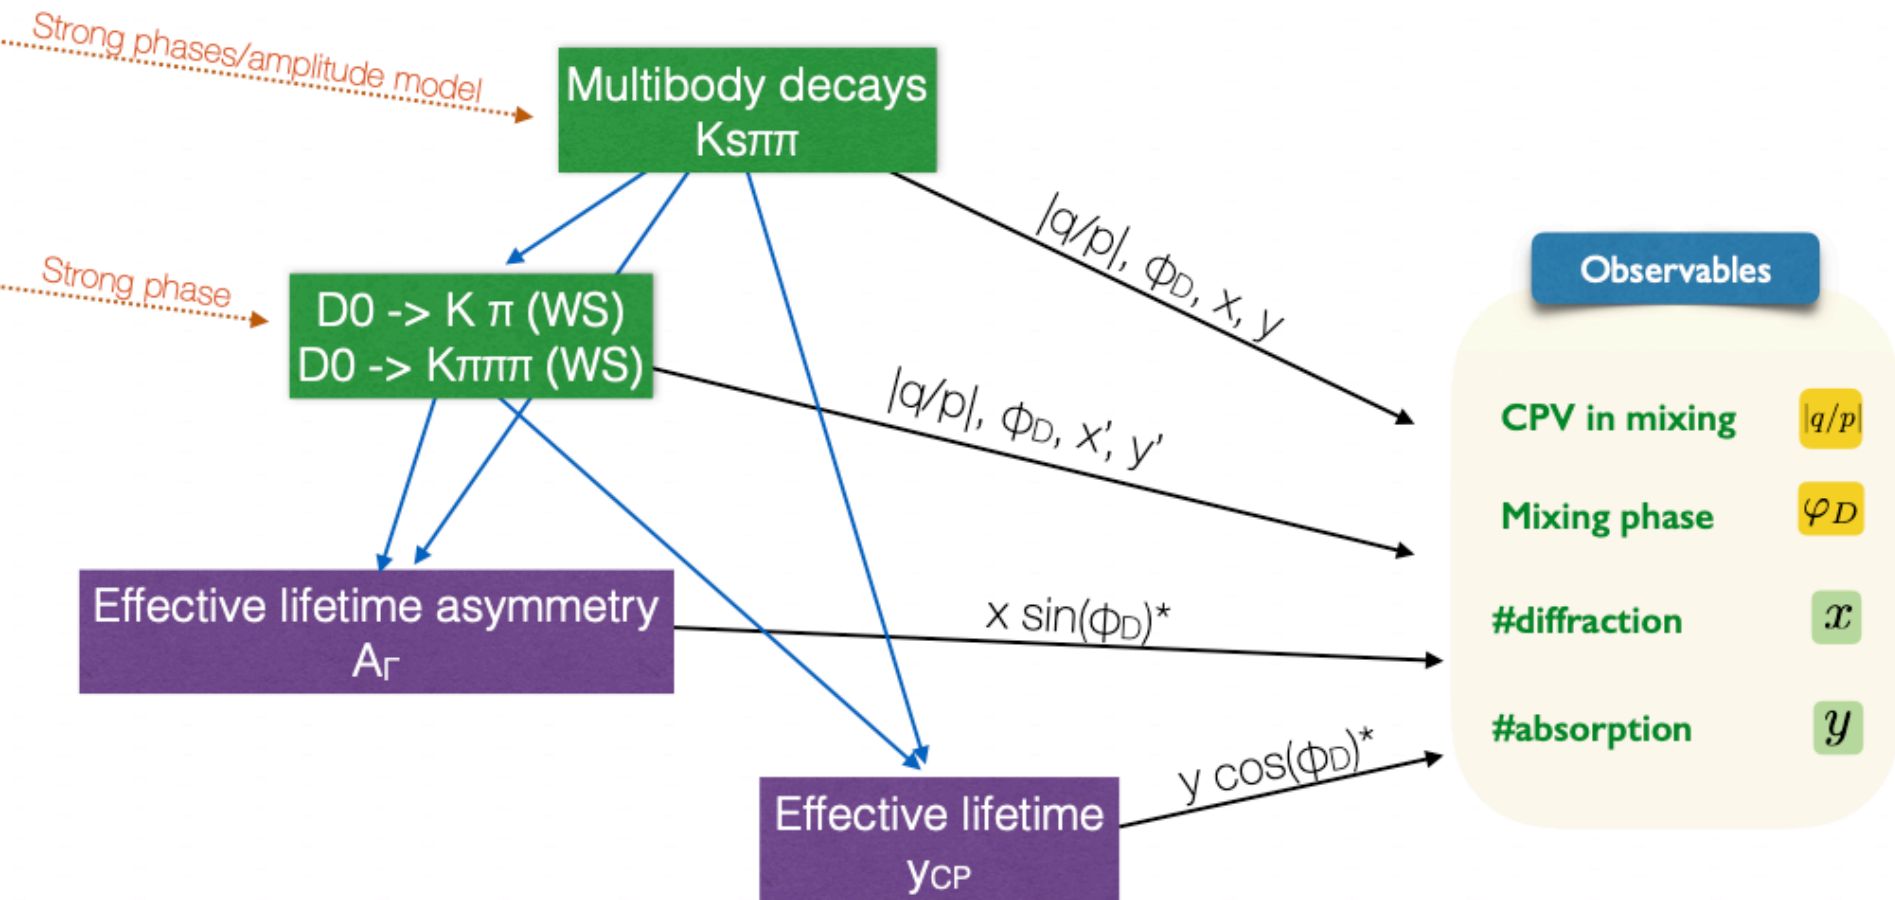 Strong phases/amplitude model
Multibody decays
Ksππ
|q/p|, ϕD, x, y
Strong phase
D0 -> K π (WS)
D0 -> Kπππ (WS)
|q/p|, ϕD, x', y'
Observables
CPV in mixing |q/p|
Mixing phase φD
#diffraction x
#absorption y
Effective lifetime asymmetry
AΓ
x sin(ϕD)*
Effective lifetime
yCP
y cos(ϕD)*